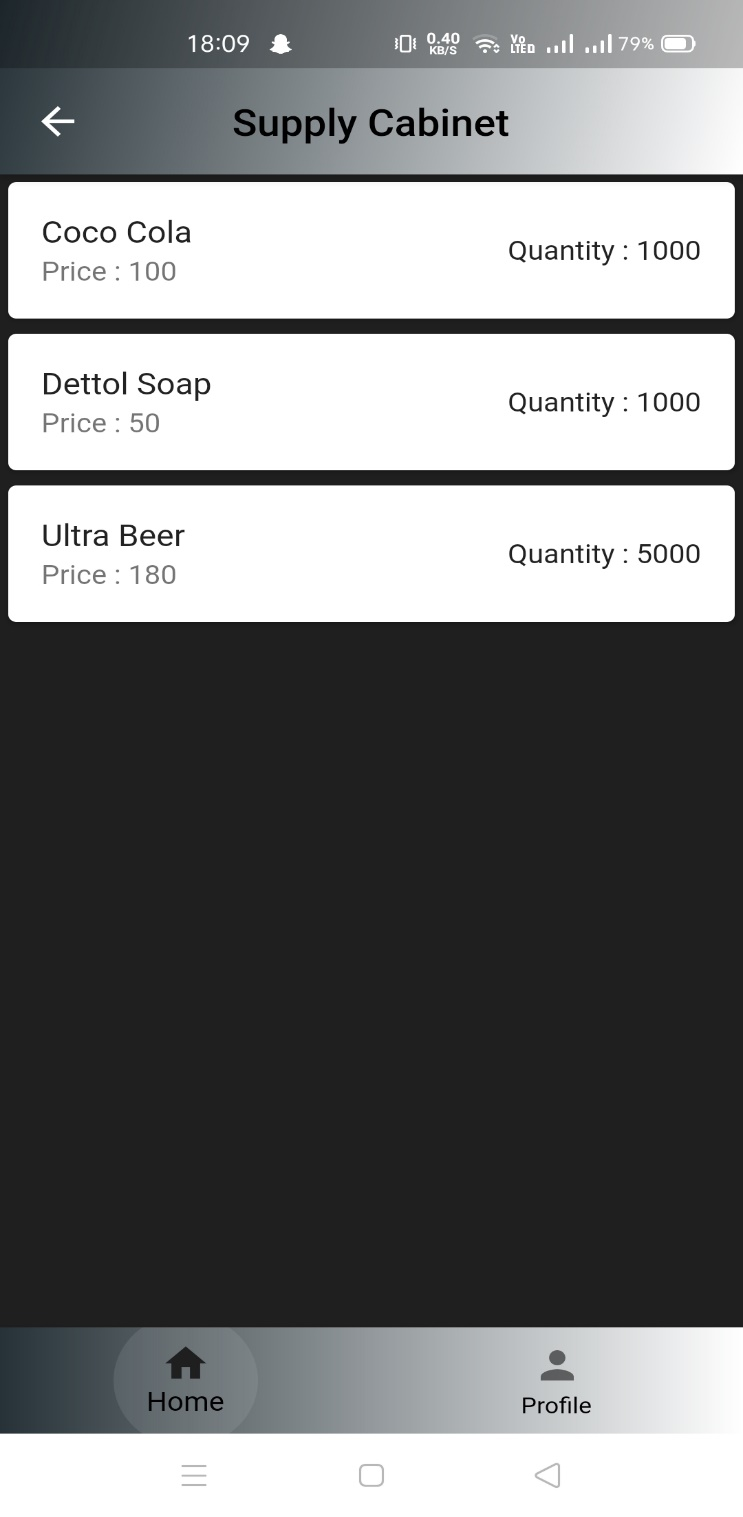 18:09 0.40 KB/S Vo LTE 79%
Supply Cabinet
Coco Cola
Price : 100
Quantity : 1000
Dettol Soap
Price : 50
Quantity : 1000
Ultra Beer
Price : 180
Quantity : 5000
Home
Profile